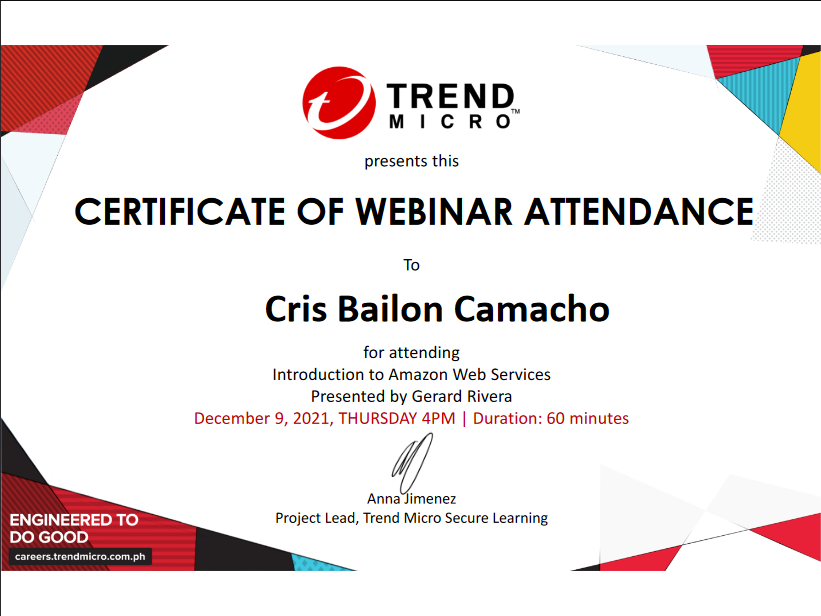 TREND
MICRO™
presents this
CERTIFICATE OF WEBINAR ATTENDANCE
To
Cris Bailon Camacho
for attending
Introduction to Amazon Web Services
Presented by Gerard Rivera
December 9, 2021, THURSDAY 4PM | Duration: 60 minutes
Anna Jimenez
Project Lead, Trend Micro Secure Learning
ENGINEERED TO
DO GOOD
careers.trendmicro.com.ph